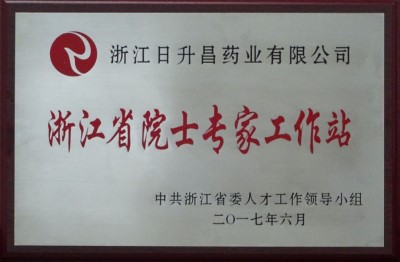 浙江日升昌药业有限公司
浙江省院士专家工作站
中共浙江省委人才工作领导小组
二〇一七年六月